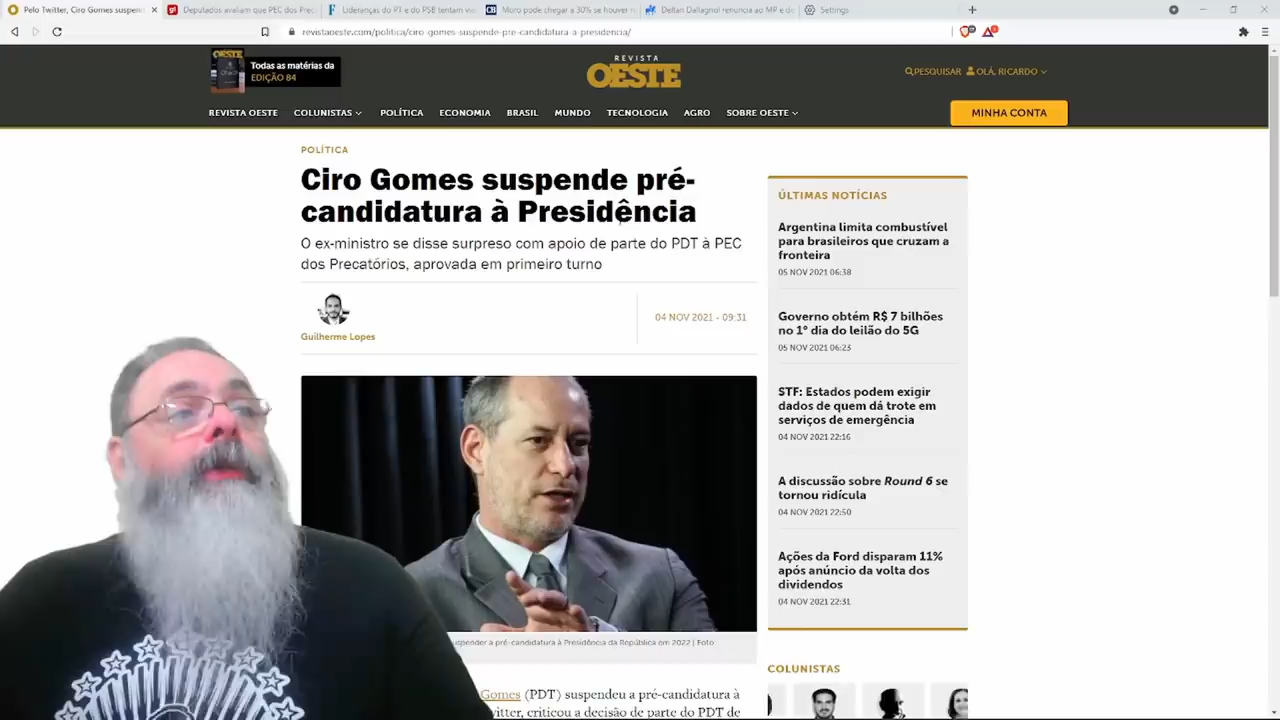 Pelo Twitter, Ciro Gomes suspen
Deputados avaliam que PEC dos Prec
Lideranças do PT e do PSB tentam
Moro pode chegar a 30% se houver
Deltan Dallagnol renuncia ao MP e
Settings
revistaoeste.com/politica/ciro-gomes-suspende-pre-candidatura-a-presidencia/
OESTE
Todas as matérias da
EDIÇÃO 84
REVISTA
OESTE
PESQUISAR
OLÁ, RICARDO
REVISTA OESTE
COLUNISTAS
POLÍTICA
ECONOMIA
BRASIL
MUNDO
TECNOLOGIA
AGRO
SOBRE OESTE
MINHA CONTA
POLÍTICA
Ciro Gomes suspende pré-
candidatura à Presidência
O ex-ministro se disse surpreso com apoio de parte do PDT à PEC
dos Precatórios, aprovada em primeiro turno
Guilherme Lopes
04 NOV 2021 - 09:31
suspender a pré-candidatura à Presidência da República em 2022 | Foto:
Gomes (PDT) suspendeu a pré-candidatura à
witter, criticou a decisão de parte do PDT de
ÚLTIMAS NOTÍCIAS
Argentina limita combustível
para brasileiros que cruzam a
fronteira
05 NOV 2021 06:38
Governo obtém R$ 7 bilhões
no 1º dia do leilão do 5G
05 NOV 2021 06:23
STF: Estados podem exigir
dados de quem dá trote em
serviços de emergência
04 NOV 2021 22:16
A discussão sobre Round 6 se
tornou ridícula
04 NOV 2021 22:50
Ações da Ford disparam 11%
após anúncio da volta dos
dividendos
04 NOV 2021 22:31
COLUNISTAS